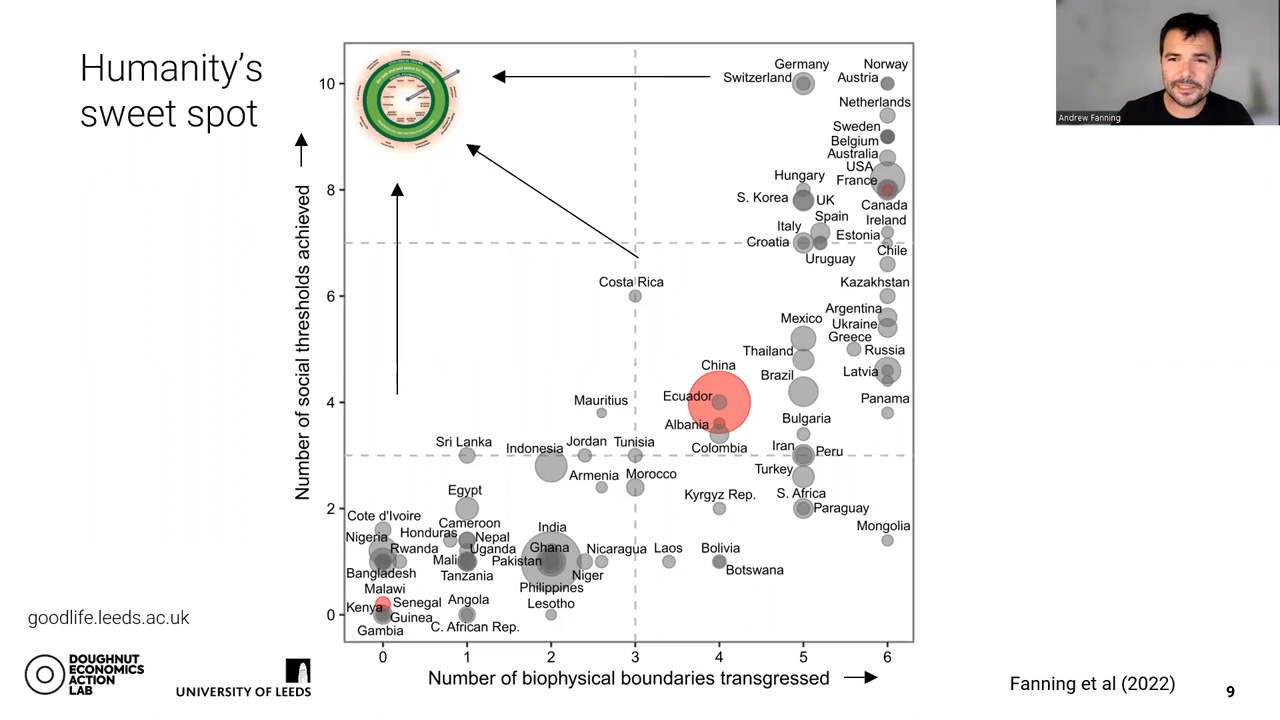 Humanity's
sweet spot
Andrew Fanning
Number of social thresholds achieved
10
8
6
4
2
0
Germany
Switzerland
Norway
Austria
Netherlands
Sweden
Belgium
Australia
USA
France
Canada
Ireland
Hungary
S. Korea
UK
Spain
Italy
Croatia
Estonia
Uruguay
Chile
Costa Rica
Kazakhstan
Argentina
Ukraine
Greece
Mexico
Thailand
Russia
Brazil
Latvia
China
Ecuador
Mauritius
Panama
Albania
Colombia
Bulgaria
Sri Lanka
Indonesia
Jordan
Tunisia
Iran
Peru
Armenia
Morocco
Turkey
Egypt
Kyrgyz Rep.
S. Africa
Paraguay
Cote d'Ivoire
Cameroon
India
Mongolia
Nigeria
Honduras
Nepal
Rwanda
Uganda
Ghana
Nicaragua
Laos
Bolivia
Mali
Pakistan
Botswana
Bangladesh
Tanzania
Niger
Malawi
Philippines
Kenya
Senegal
Angola
Lesotho
Guinea
Gambia
C. African Rep.
0
1
2
3
4
5
6
Number of biophysical boundaries transgressed
goodlife.leeds.ac.uk
DOUGHNUT
ECONOMICS
ACTION
LAB
UNIVERSITY OF LEEDS
Fanning et al (2022)
9